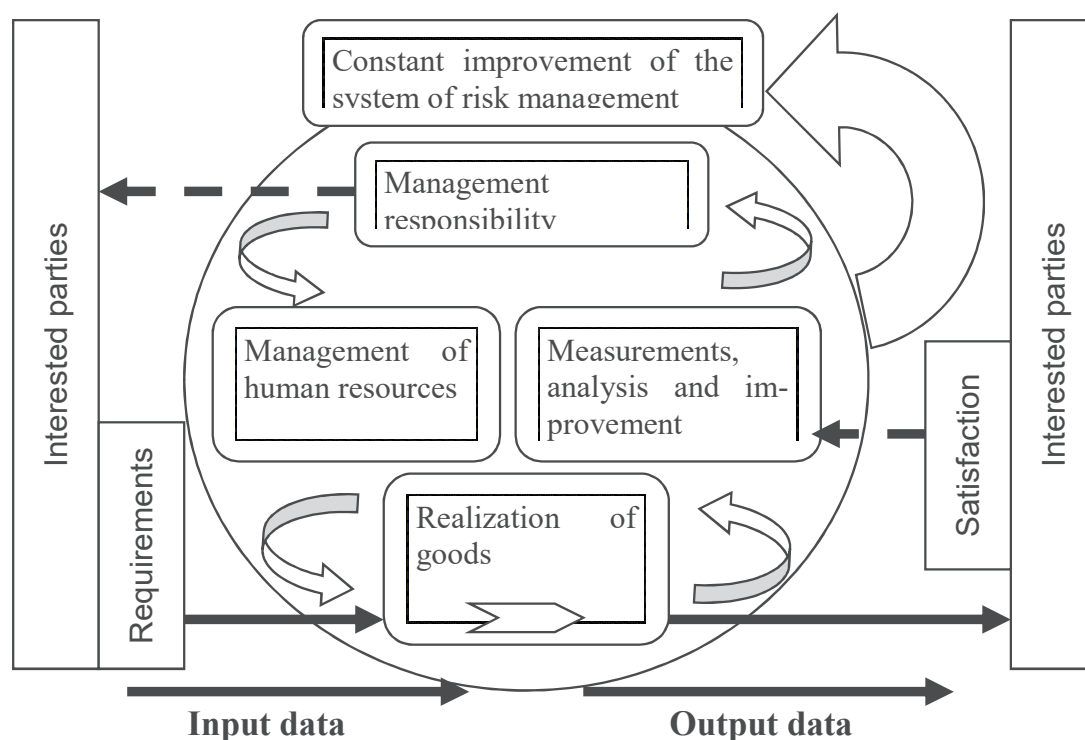 Constant improvement of the
system of risk management
Management
responsibility
Interested parties
Requirements
Management of
human resources
Measurements,
analysis and im-
provement
Realization of
goods
Satisfaction
Interested parties
Input data
Output data